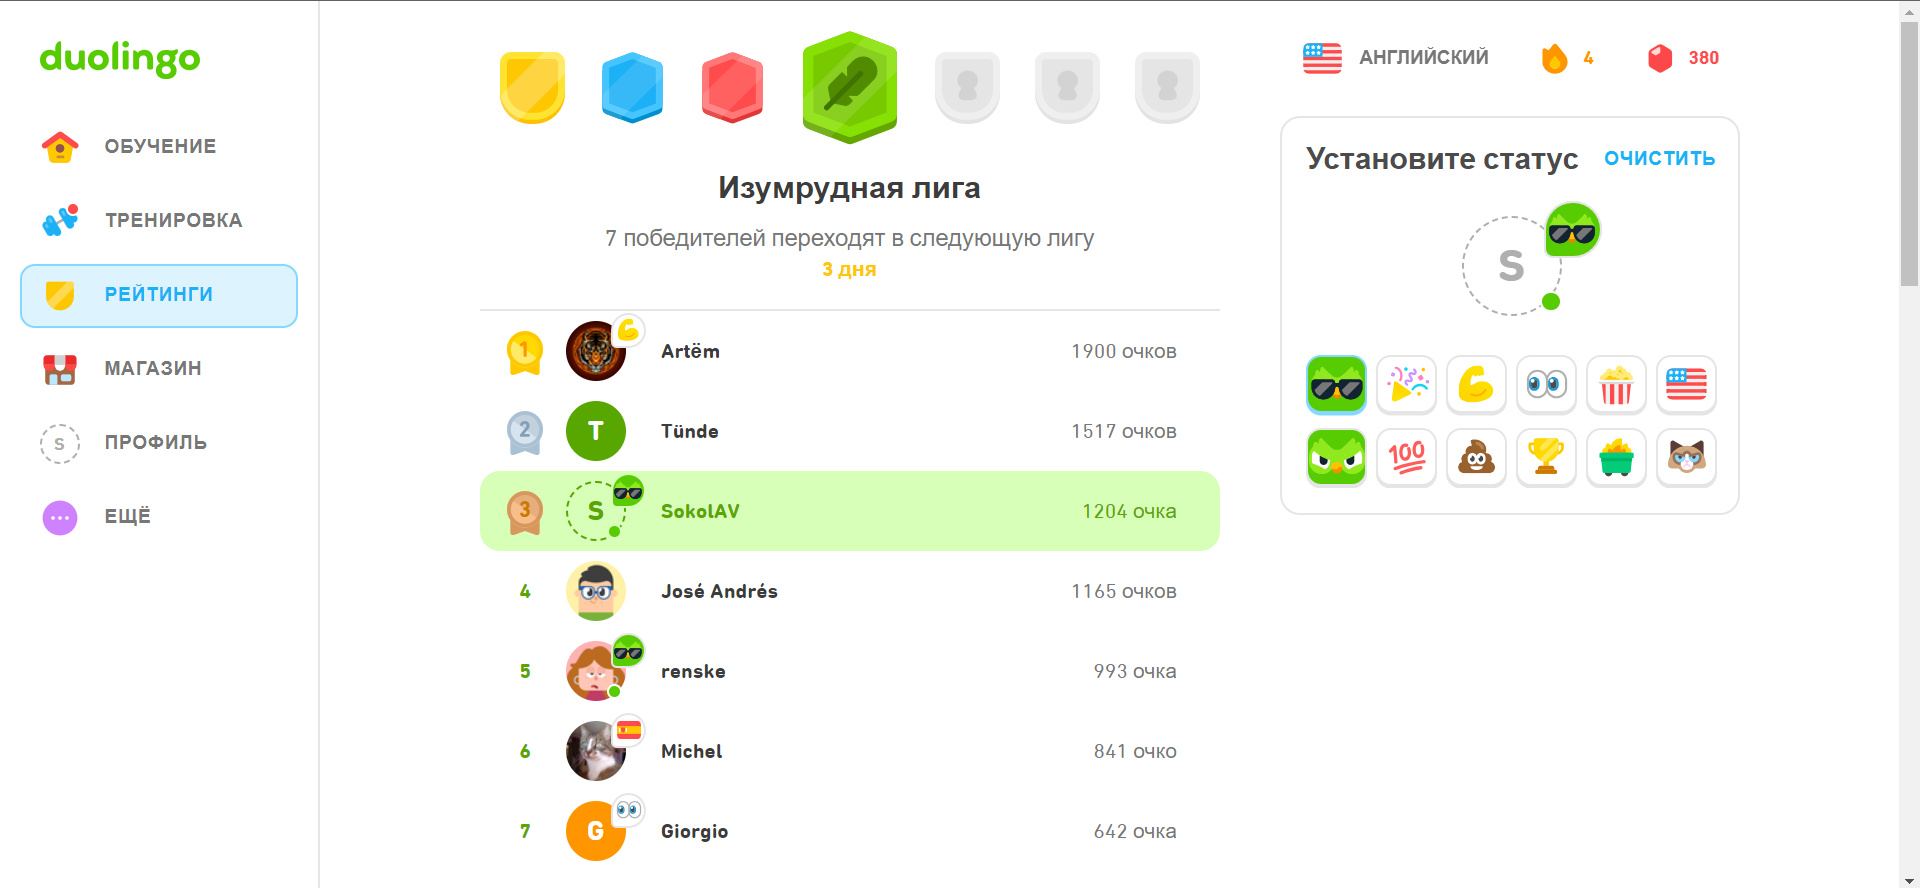 duolingo
ОБУЧЕНИЕ
ТРЕНИРОВКА
РЕЙТИНГИ
МАГАЗИН
S ПРОФИЛЬ
ЕЩЁ
Изумрудная лига
7 победителей переходят в следующую лигу
3 дня
1 Artëm 1900 очков
2 T Tünde 1517 очков
3 S SokolAV 1204 очка
4 José Andrés 1165 очков
5 renske 993 очка
6 Michel 841 очко
7 G Giorgio 642 очка
АНГЛИЙСКИЙ 4 380
Установите статус ОЧИСТИТЬ
S
100